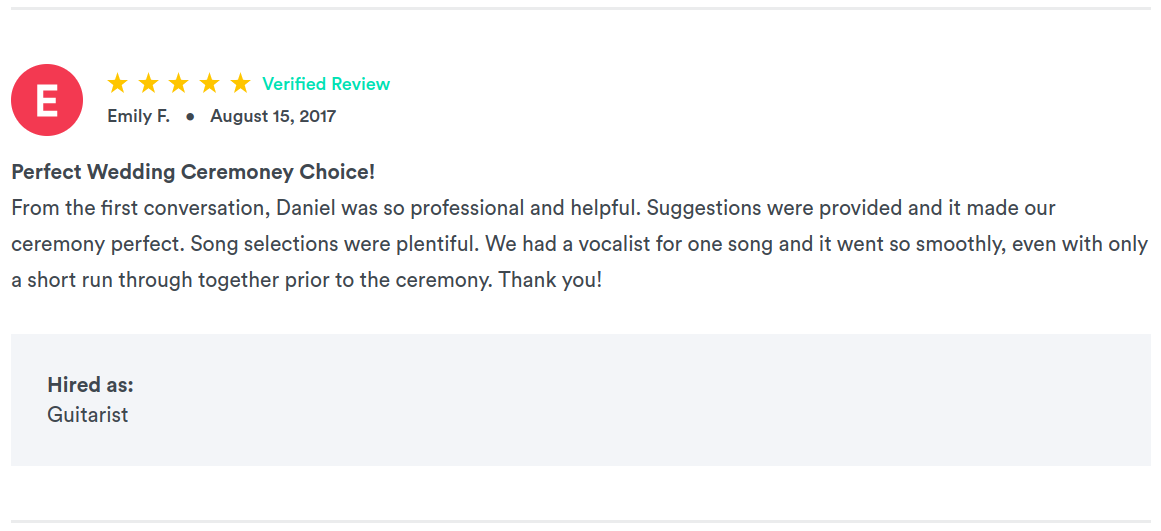 E
Verified Review
Emily F. ● August 15, 2017
Perfect Wedding Ceremoney Choice!
From the first conversation, Daniel was so professional and helpful. Suggestions were provided and it made our
ceremony perfect. Song selections were plentiful. We had a vocalist for one song and it went so smoothly, even with only
a short run through together prior to the ceremony. Thank you!
Hired as:
Guitarist